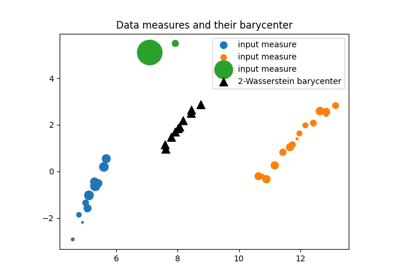 Data measures and their barycenter
input measure
input measure
input measure
2-Wasserstein barycenter
4
2
0
−2
6 8 10 12